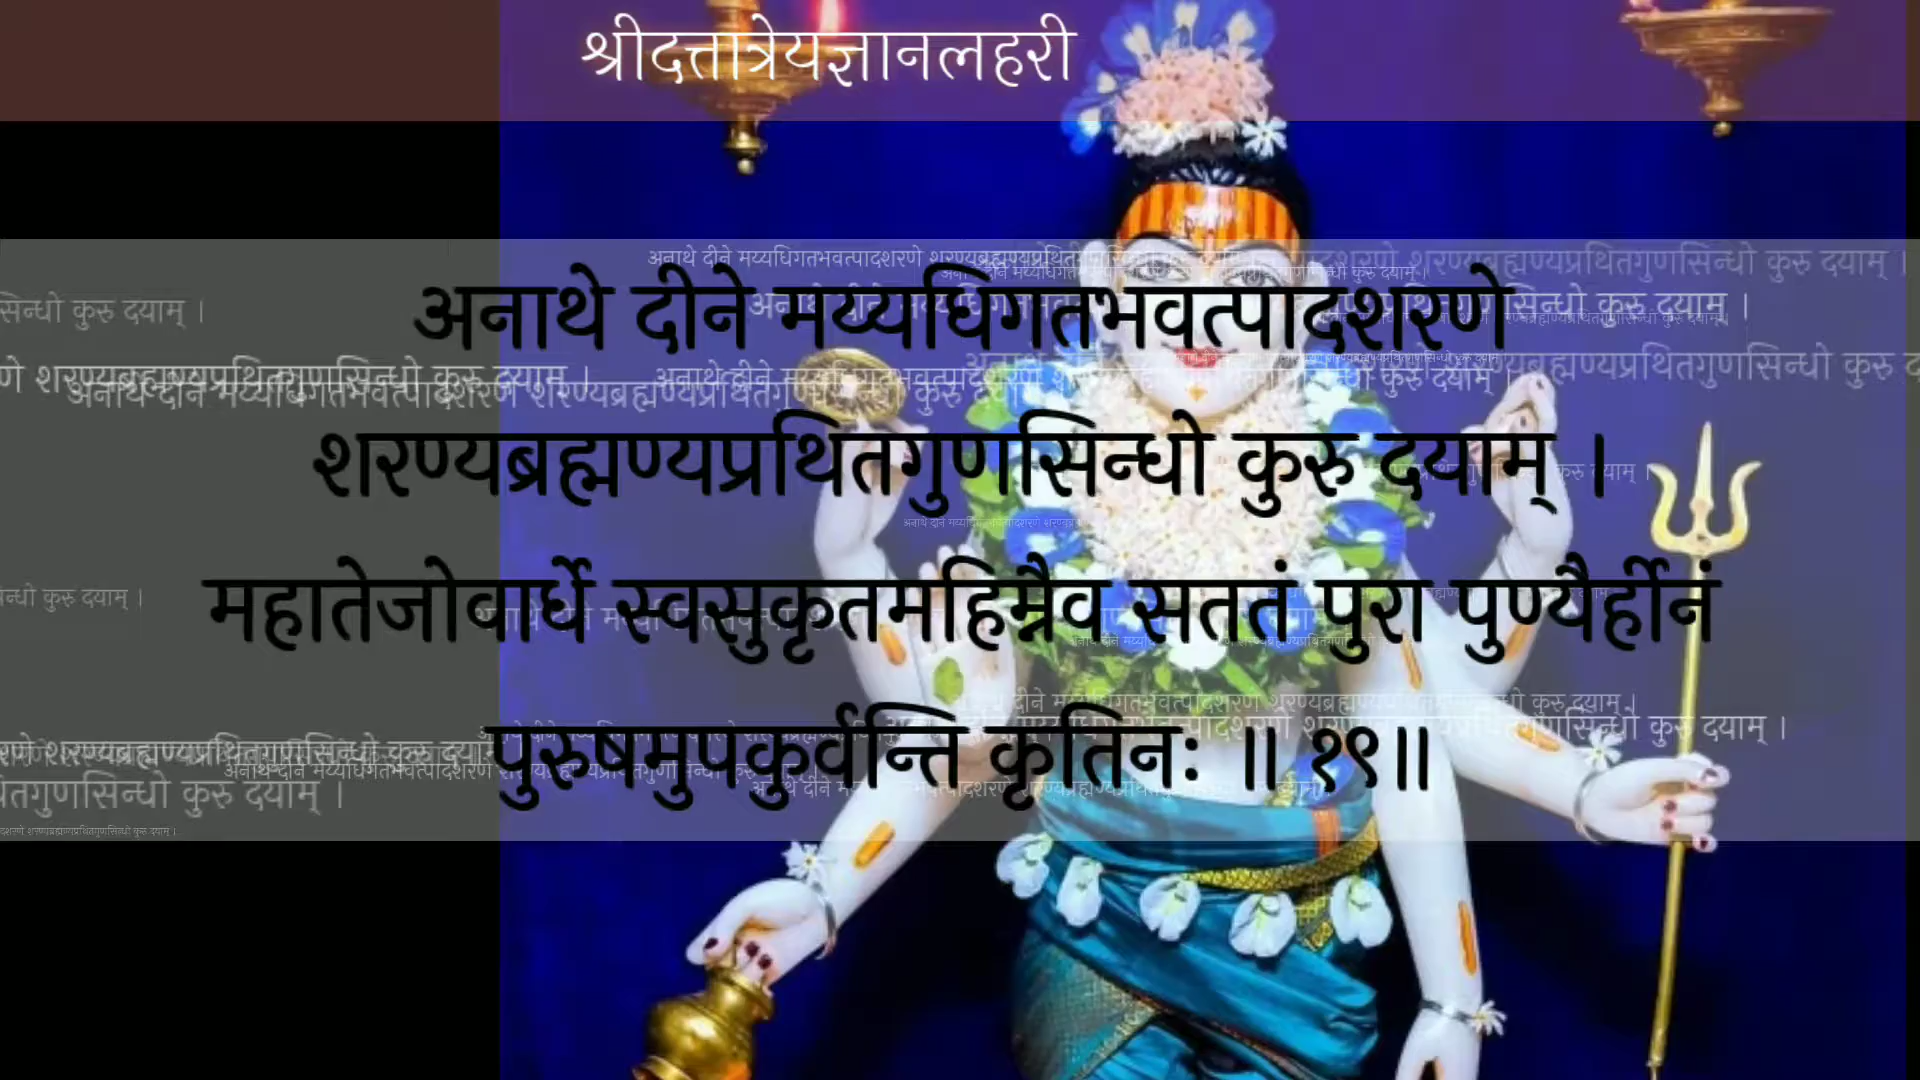 श्रीदत्तात्रेयज्ञानलहरी
अनाथे दीने मय्यधिगतभवत्पादशरणे
शरण्यब्रह्मण्यप्रथितगुणसिन्धो कुरु दयाम् ।
महातेजोवार्धे स्वसुकृतमहिम्नैव सततं पुरा पुण्यैर्हीनं
पुरुषमुपकुर्वन्ति कृतिनः ॥ १९॥